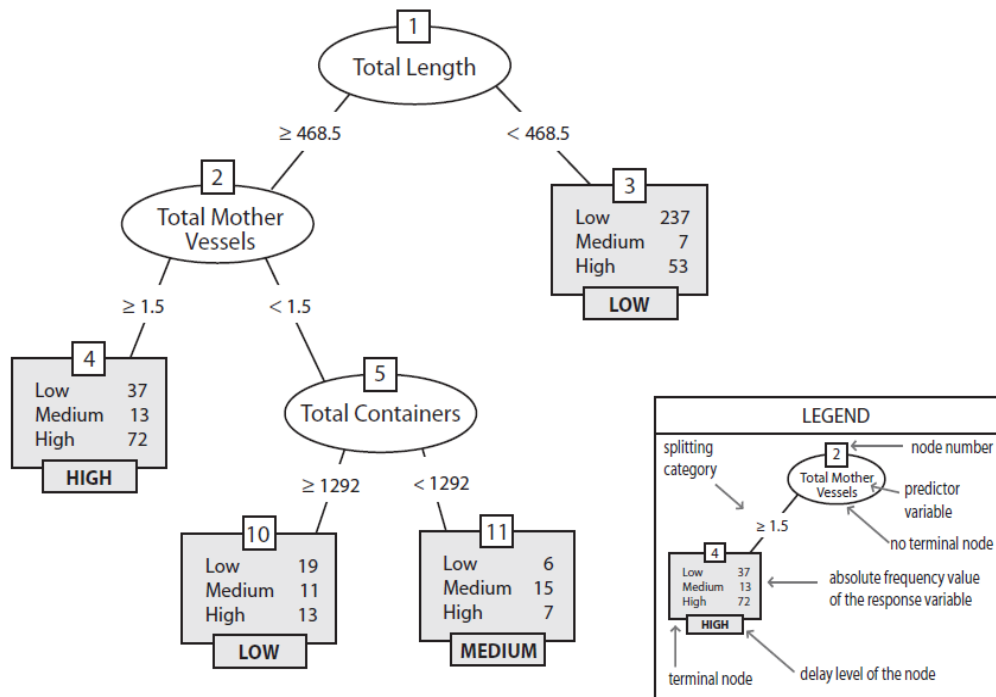 1
Total Length
≥ 468.5
< 468.5
2
Total Mother
Vessels
3
Low 237
Medium 7
High 53
LOW
≥ 1.5
< 1.5
4
Low 37
Medium 13
High 72
HIGH
5
Total Containers
≥ 1292
< 1292
10
Low 19
Medium 11
High 13
LOW
11
Low 6
Medium 15
High 7
MEDIUM
LEGEND
splitting
category
2
node number
Total Mother
Vessels
predictor
variable
≥ 1.5
no terminal node
4
Low 37
Medium 13
High 72
HIGH
absolute frequency value
of the response variable
terminal node
delay level of the node